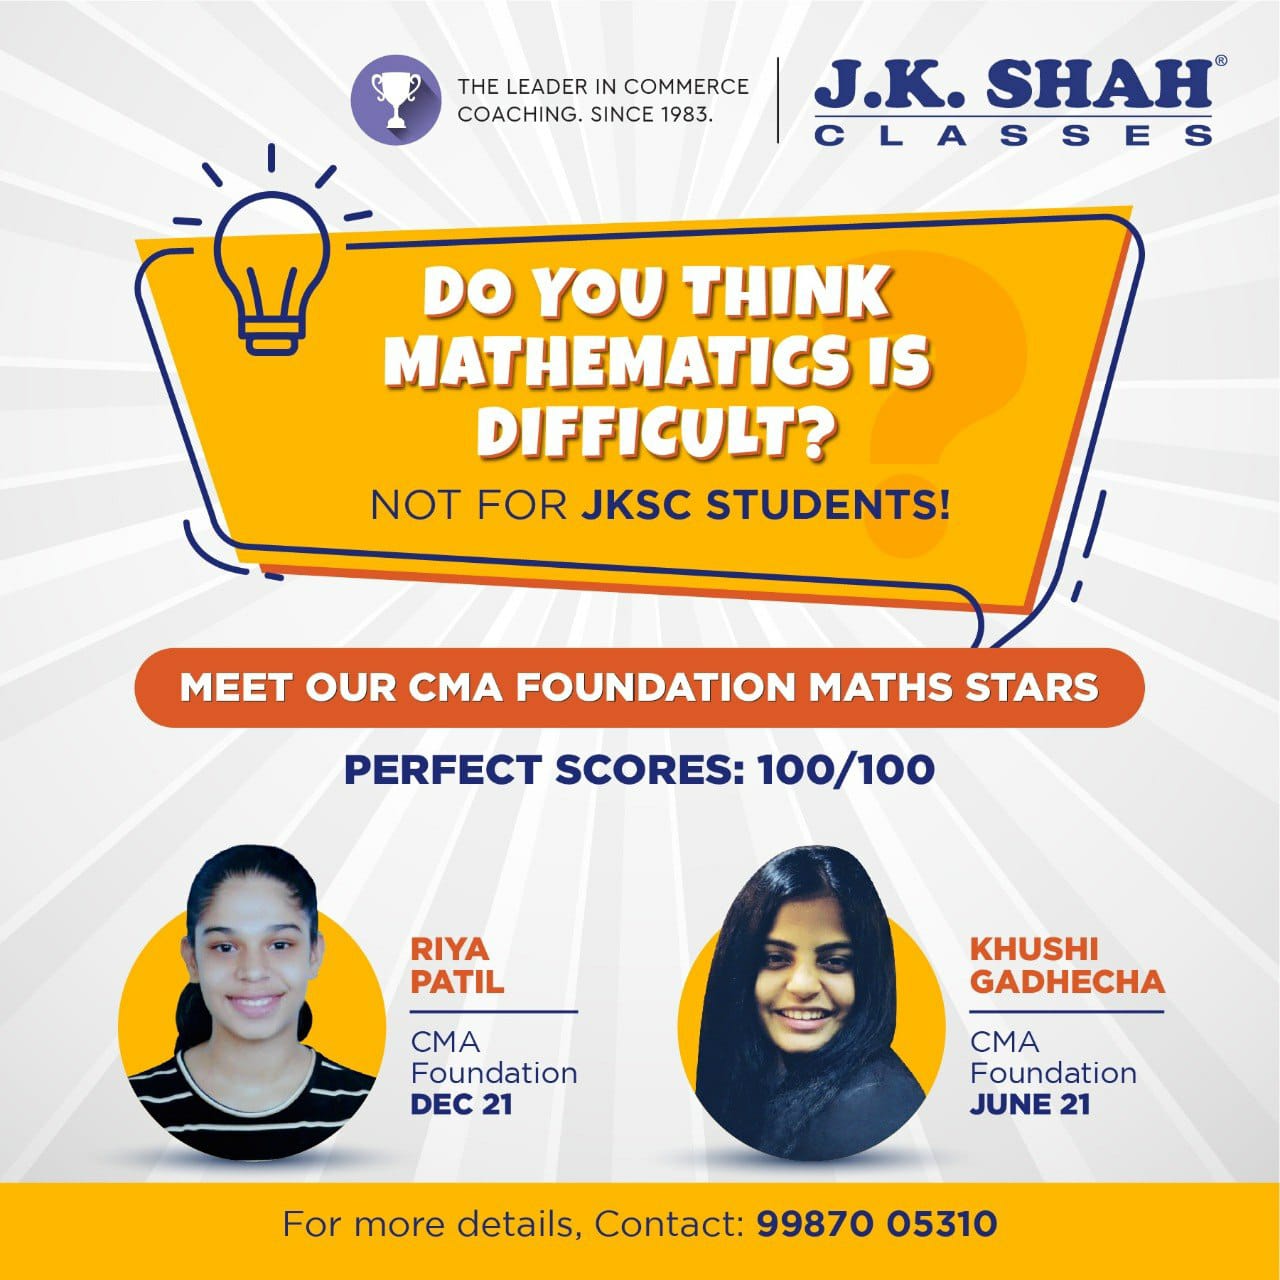 THE LEADER IN COMMERCE
COACHING. SINCE 1983.
J.K. SHAH®
CLASSES
DO YOU THINK
MATHEMATICS IS
DIFFICULT?
NOT FOR JKSC STUDENTS!
MEET OUR CMA FOUNDATION MATHS STARS
PERFECT SCORES: 100/100
RIYA
PATIL
CMA
Foundation
DEC 21
KHUSHI
GADHECHA
CMA
Foundation
JUNE 21
For more details, Contact: 99870 05310